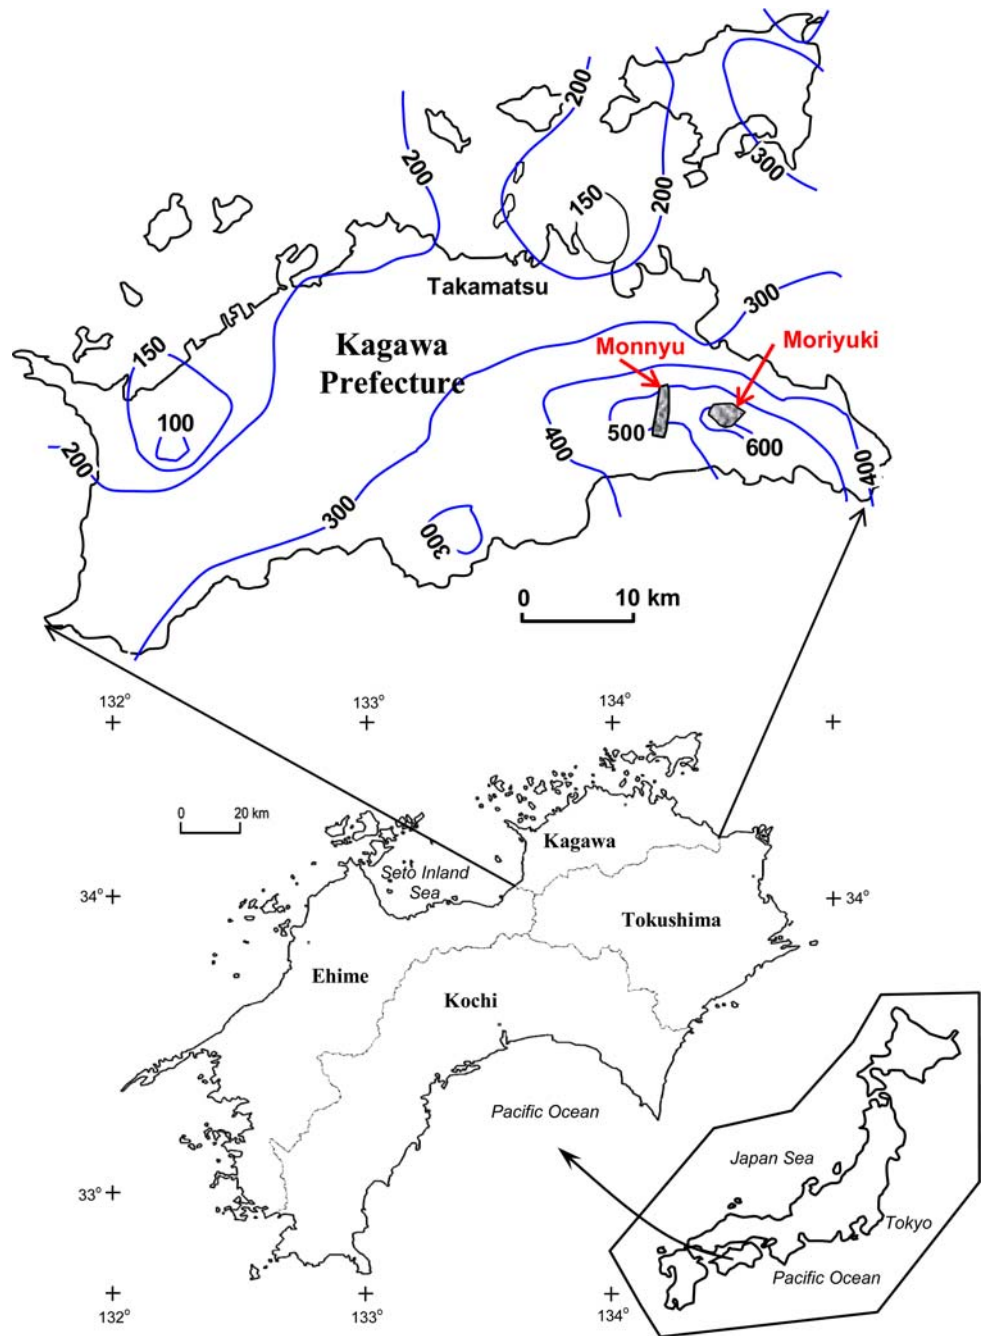 200
200
300
150
200
Takamatsu
300
150
Kagawa
Prefecture
Monnyu
Moriyuki
100
200
400
500
600
400
300
300
0 10 km
132°
133°
134°
0 20 km
Kagawa
Seto Inland
Sea
34°
34°
Tokushima
Ehime
Kochi
Pacific Ocean
Japan Sea
33°
Tokyo
Pacific Ocean
132°
133°
134°